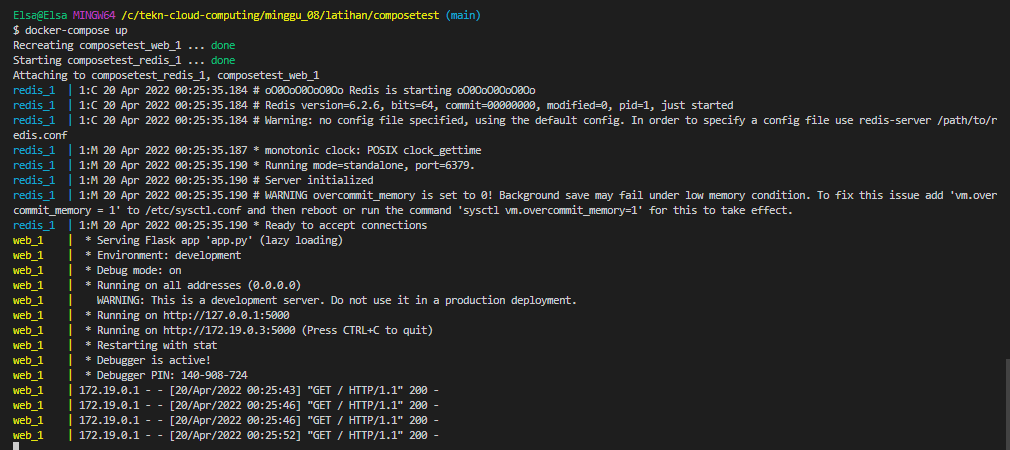 Elsa@Elsa MINGW64 /c/tekn-cloud-computing/minggu_08/latihan/composetest (main)
$ docker-compose up
Recreating composetest_web_1 ... done
Starting composetest_redis_1 ... done
Attaching to composetest_redis_1, composetest_web_1
redis_1  | 1:C 20 Apr 2022 00:25:35.184 # oO0OoO0OoO0Oo Redis is starting oO0OoO0OoO0Oo
redis_1  | 1:C 20 Apr 2022 00:25:35.184 # Redis version=6.2.6, bits=64, commit=00000000, modified=0, pid=1, just started
redis_1  | 1:C 20 Apr 2022 00:25:35.184 # Warning: no config file specified, using the default config. In order to specify a config file use redis-server /path/to/r
edis.conf
redis_1  | 1:M 20 Apr 2022 00:25:35.187 * monotonic clock: POSIX clock_gettime
redis_1  | 1:M 20 Apr 2022 00:25:35.190 * Running mode=standalone, port=6379.
redis_1  | 1:M 20 Apr 2022 00:25:35.190 # Server initialized
redis_1  | 1:M 20 Apr 2022 00:25:35.190 # WARNING overcommit_memory is set to 0! Background save may fail under low memory condition. To fix this issue add 'vm.over
commit_memory = 1' to /etc/sysctl.conf and then reboot or run the command 'sysctl vm.overcommit_memory=1' for this to take effect.
redis_1  | 1:M 20 Apr 2022 00:25:35.190 * Ready to accept connections
web_1    |  * Serving Flask app 'app.py' (lazy loading)
web_1    |  * Environment: development
web_1    |  * Debug mode: on
web_1    |  * Running on all addresses (0.0.0.0)
web_1    |    WARNING: This is a development server. Do not use it in a production deployment.
web_1    |  * Running on http://127.0.0.1:5000
web_1    |  * Running on http://172.19.0.3:5000 (Press CTRL+C to quit)
web_1    |  * Restarting with stat
web_1    |  * Debugger is active!
web_1    |  * Debugger PIN: 140-908-724
web_1    | 172.19.0.1 - - [20/Apr/2022 00:25:43] "GET / HTTP/1.1" 200 -
web_1    | 172.19.0.1 - - [20/Apr/2022 00:25:46] "GET / HTTP/1.1" 200 -
web_1    | 172.19.0.1 - - [20/Apr/2022 00:25:46] "GET / HTTP/1.1" 200 -
web_1    | 172.19.0.1 - - [20/Apr/2022 00:25:52] "GET / HTTP/1.1" 200 -